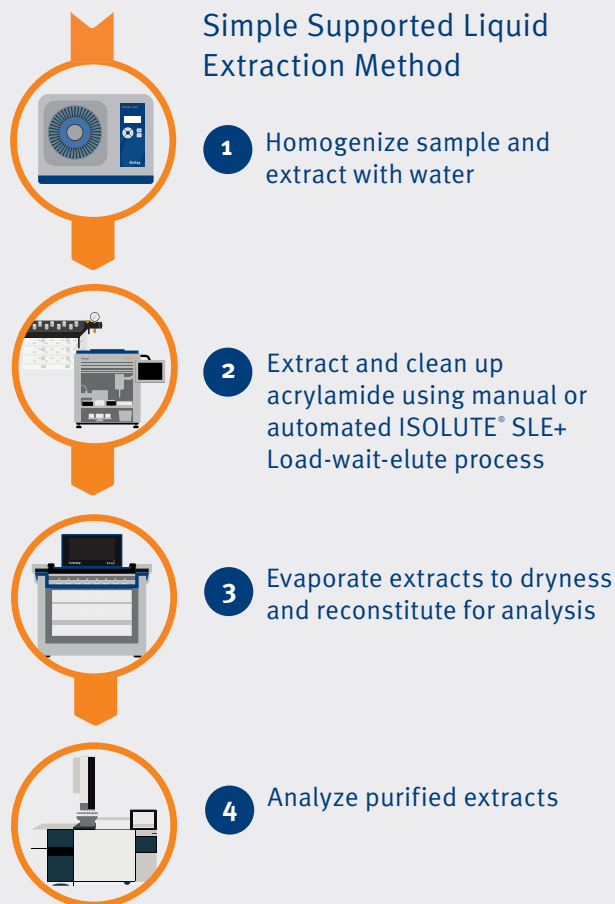 Simple Supported Liquid
Extraction Method
1
Homogenize sample and
extract with water
2
Extract and clean up
acrylamide using manual or
automated ISOLUTE® SLE+
Load-wait-elute process
3
Evaporate extracts to dryness
and reconstitute for analysis
4
Analyze purified extracts